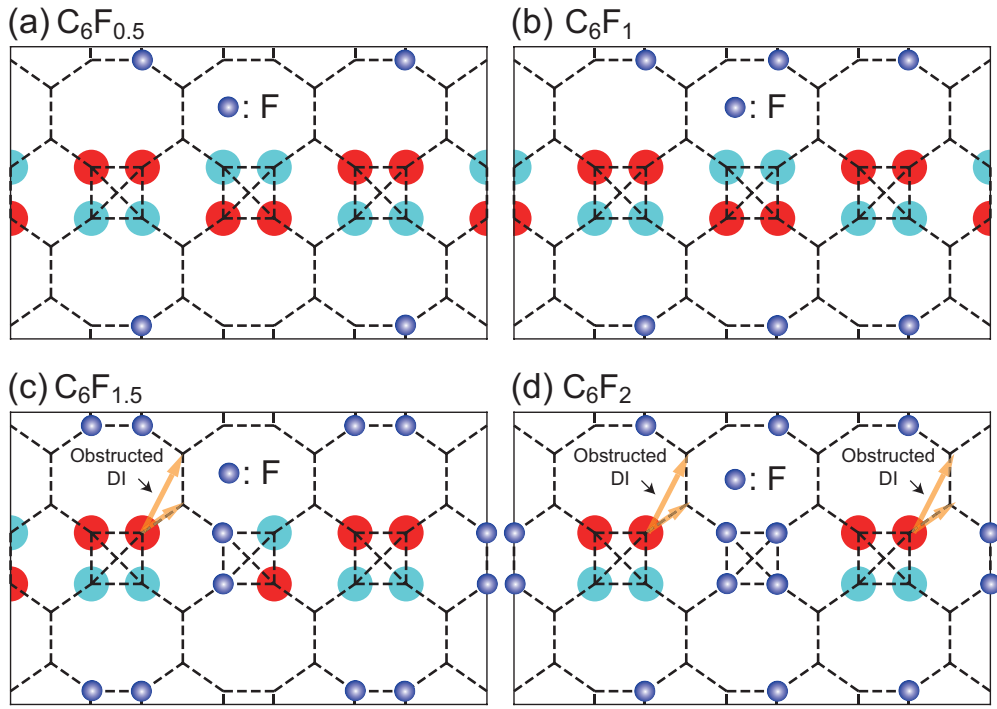 (a) C₆F₀.₅
: F
(b) C₆F₁
: F
(c) C₆F₁.₅
Obstructed
DI
: F
(d) C₆F₂
Obstructed
DI
: F
Obstructed
DI